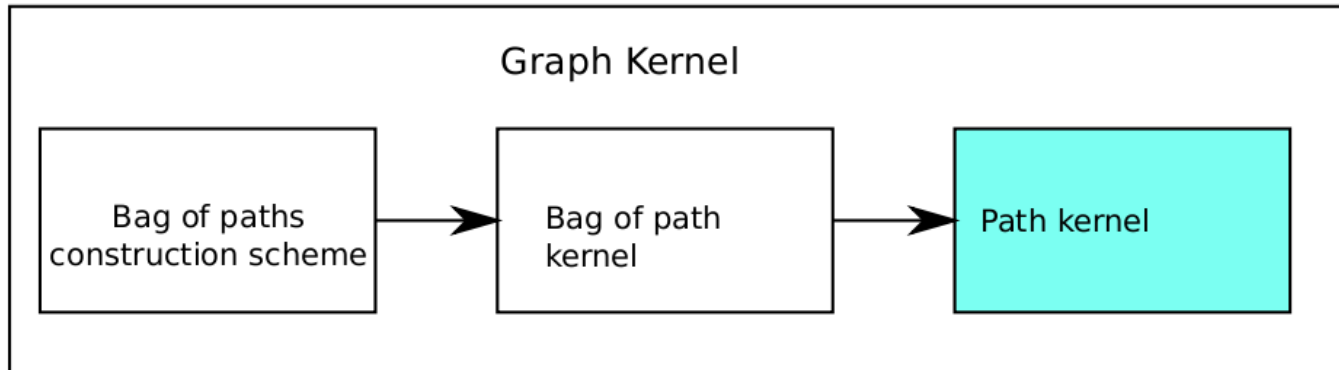 Graph Kernel
Bag of paths
construction scheme
Bag of path
kernel
Path kernel